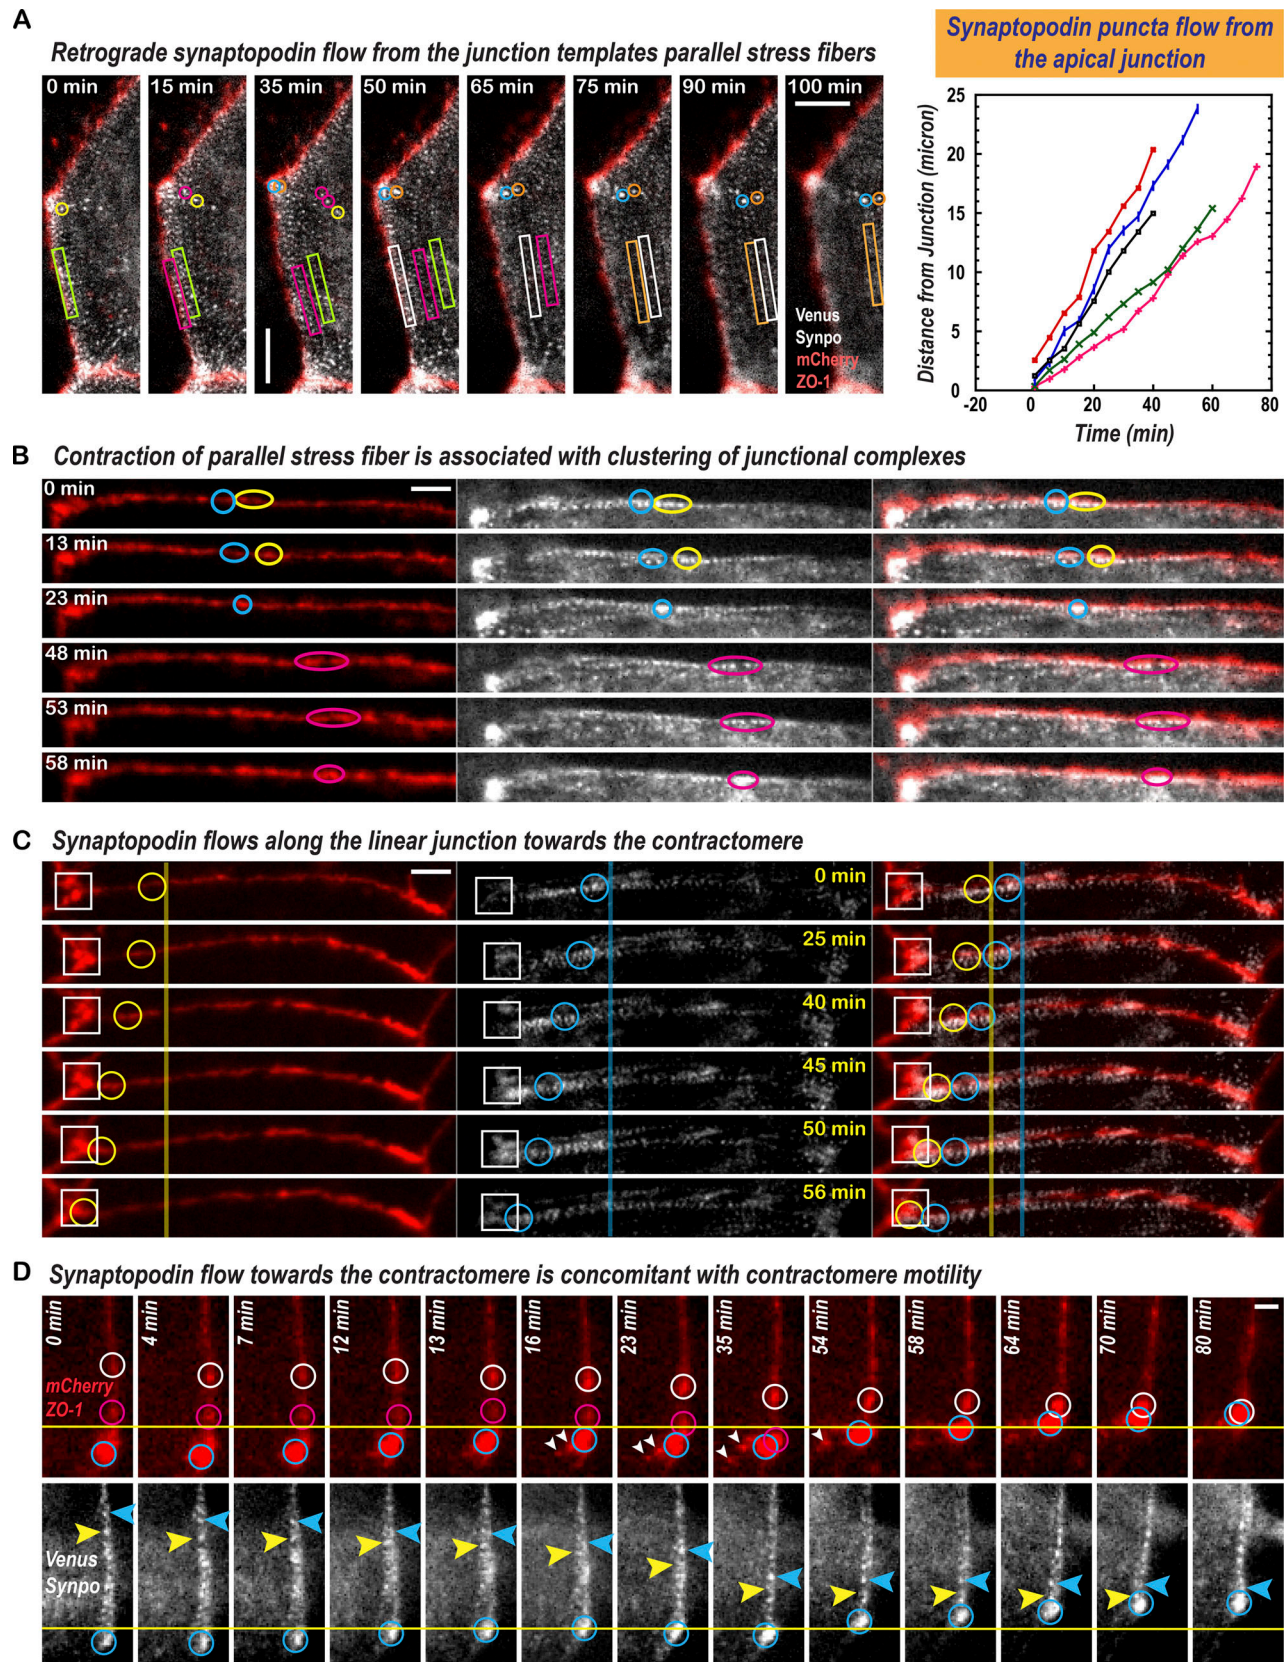 A
Retrograde synaptopodin flow from the junction templates parallel stress fibers
0 min
15 min
35 min
50 min
65 min
75 min
90 min
100 min
Venus
Synpo
mCherry
ZO-1
Synaptopodin puncta flow from
the apical junction
Distance from Junction (micron)
25
20
15
10
5
0
-20
0
20
40
60
80
Time (min)
B Contraction of parallel stress fiber is associated with clustering of junctional complexes
0 min
13 min
23 min
48 min
53 min
58 min
C Synaptopodin flows along the linear junction towards the contractomere
0 min
25 min
40 min
45 min
50 min
56 min
D Synaptopodin flow towards the contractomere is concomitant with contractomere motility
0 min
4 min
7 min
12 min
13 min
16 min
23 min
35 min
54 min
58 min
64 min
70 min
80 min
mCherry
ZO-1
Venus
Synpo